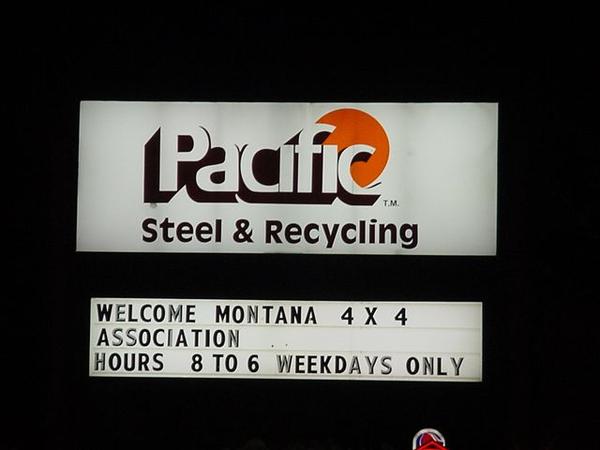 Pacific
T.M.
Steel & Recycling
WELCOME MONTANA 4 X 4
ASSOCIATION
HOURS 8 TO 6 WEEKDAYS ONLY